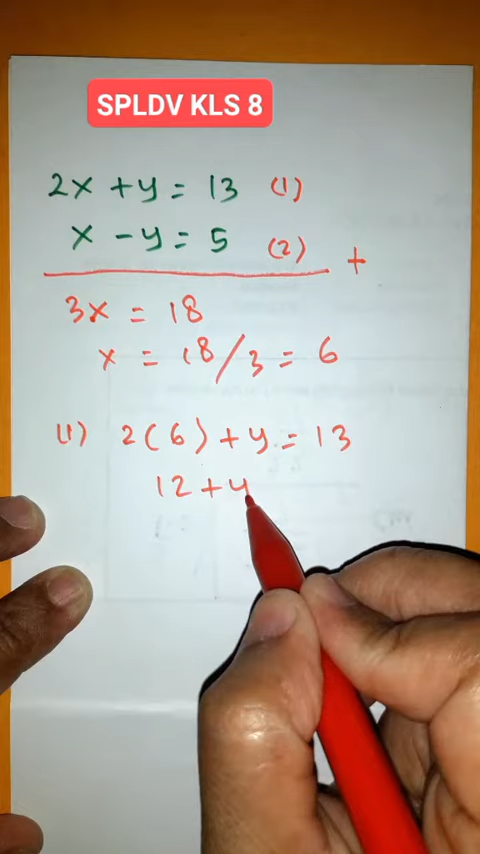 SPLDV KLS 8
2x + y = 13 (1)
x - y = 5 (2)
+
3x = 18
x = 18/3 = 6
(1) 2(6) + y = 13
12 + y